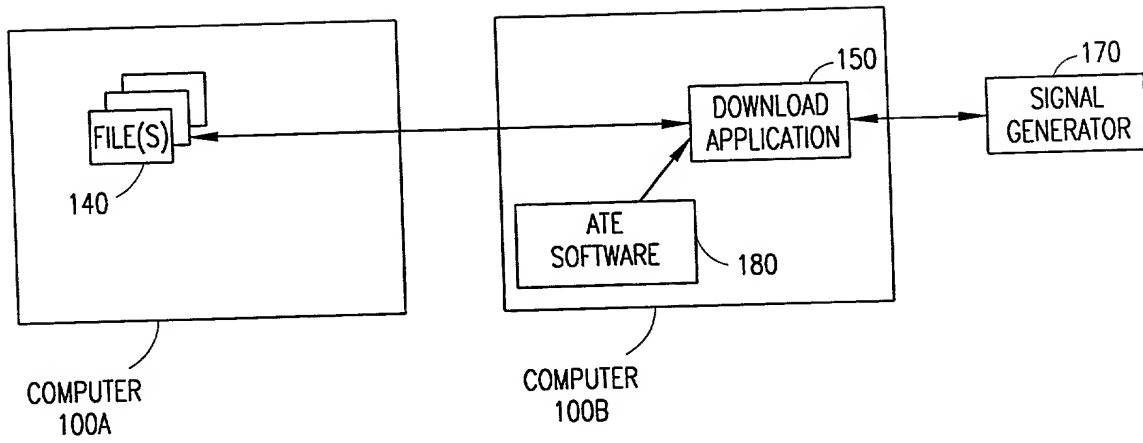 FILE(S)
140
COMPUTER
100A
150
DOWNLOAD
APPLICATION
ATE
SOFTWARE
180
COMPUTER
100B
170
SIGNAL
GENERATOR